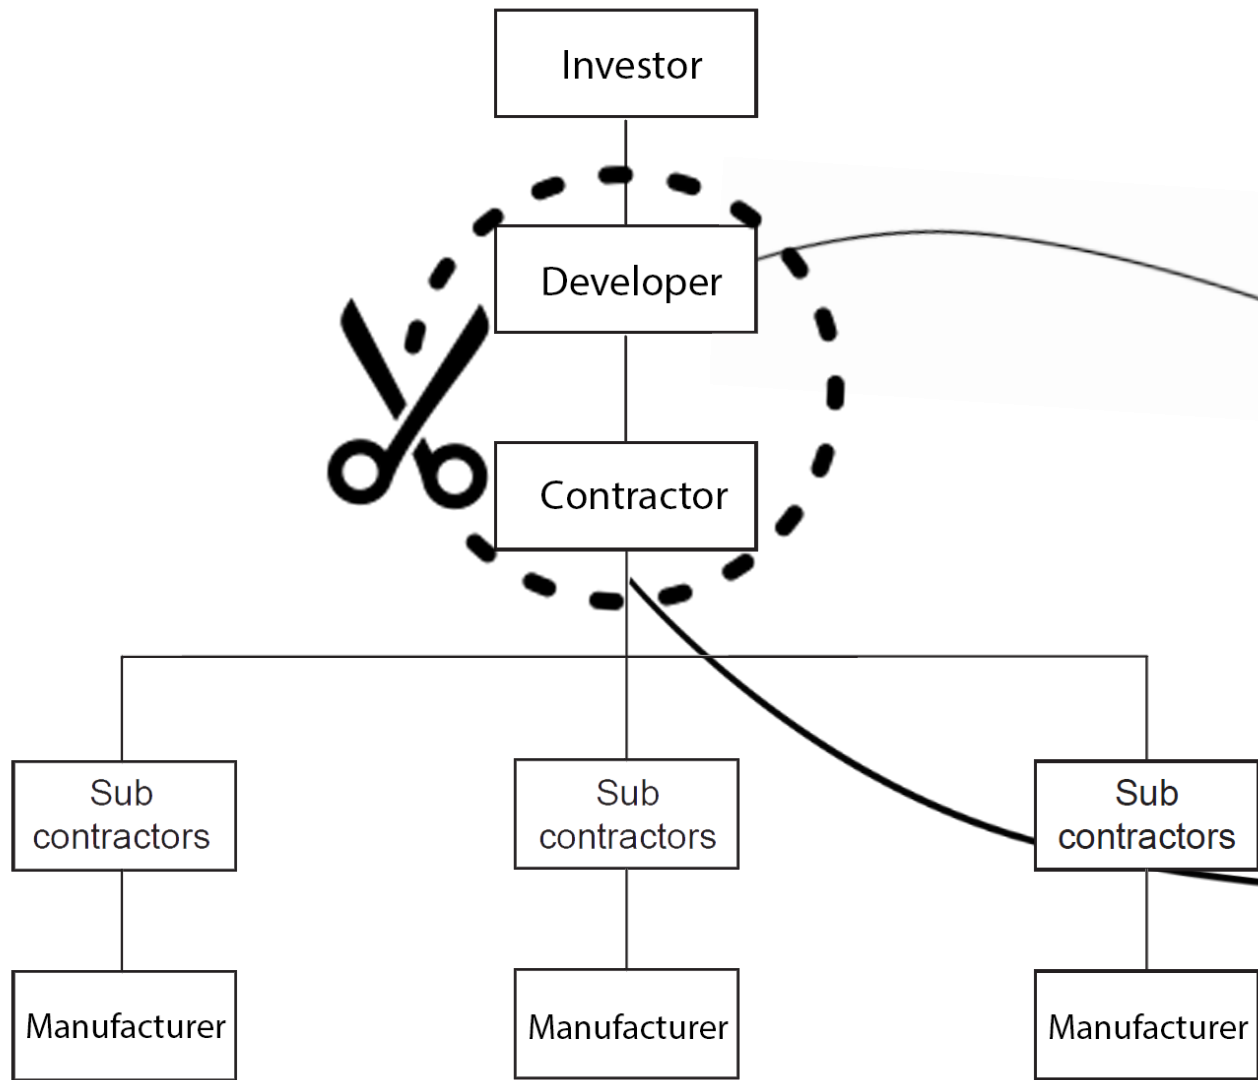 Investor
Developer
Contractor
Sub
contractors
Sub
contractors
Sub
contractors
Manufacturer
Manufacturer
Manufacturer